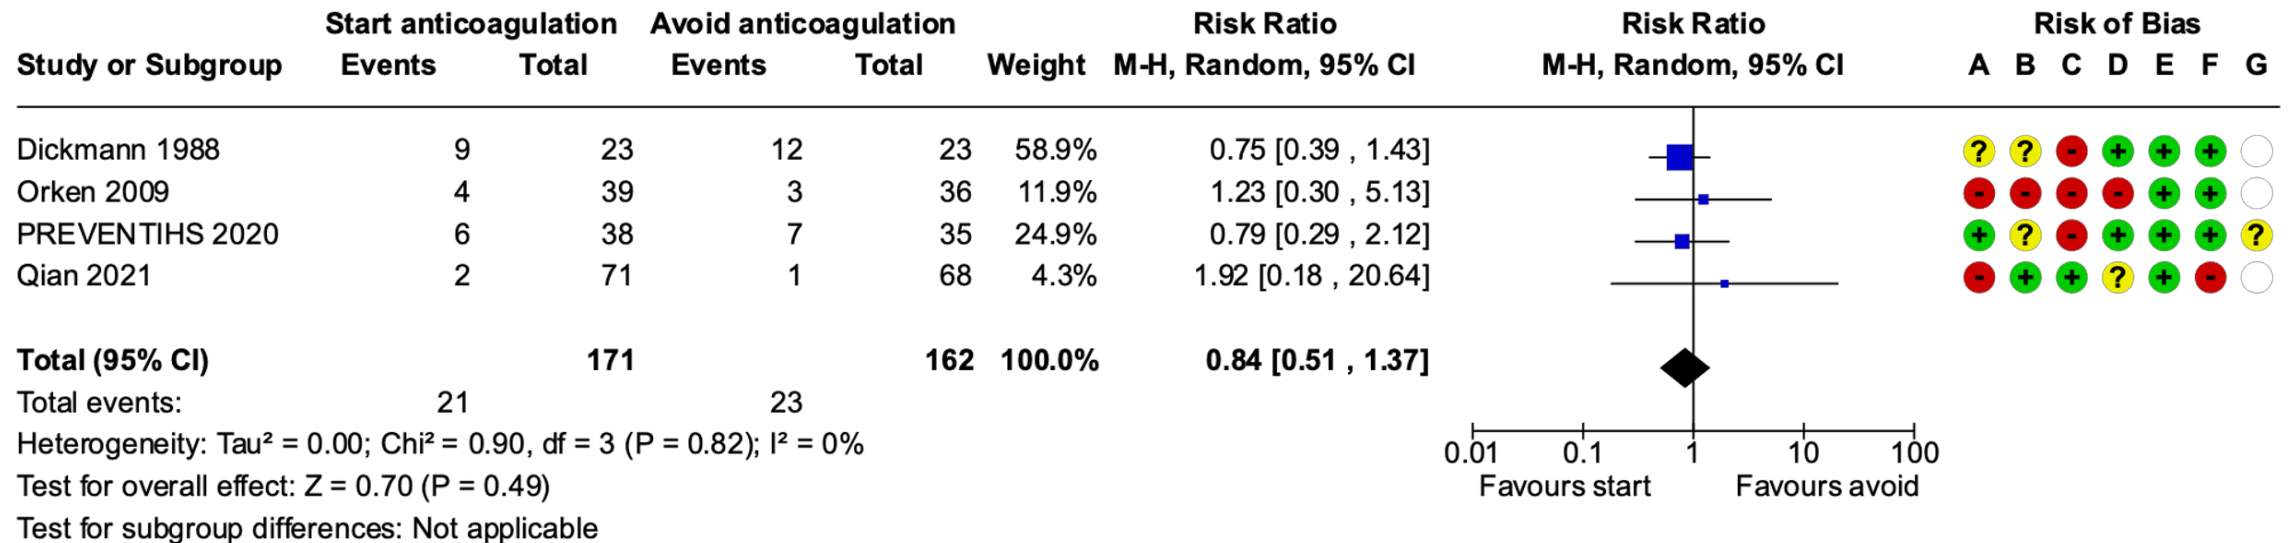 Start anticoagulation Avoid anticoagulation Risk Ratio Risk Ratio Risk of Bias
Study or Subgroup Events Total Events Total Weight M-H, Random, 95% CI M-H, Random, 95% CI A B C D E F G
Dickmann 1988 9 23 12 23 58.9% 0.75 [0.39 , 1.43] ? ? - + + +
Orken 2009 4 39 3 36 11.9% 1.23 [0.30 , 5.13] - - - - + +
PREVENTIHS 2020 6 38 7 35 24.9% 0.79 [0.29 , 2.12] + ? - + + + ?
Qian 2021 2 71 1 68 4.3% 1.92 [0.18 , 20.64] - + + ? + -
Total (95% CI) 171 162 100.0% 0.84 [0.51 , 1.37]
Total events: 21 23
Heterogeneity: Tau² = 0.00; Chi² = 0.90, df = 3 (P = 0.82); I² = 0%
0.01 0.1 1 10 100
Test for overall effect: Z = 0.70 (P = 0.49) Favours start Favours avoid
Test for subgroup differences: Not applicable